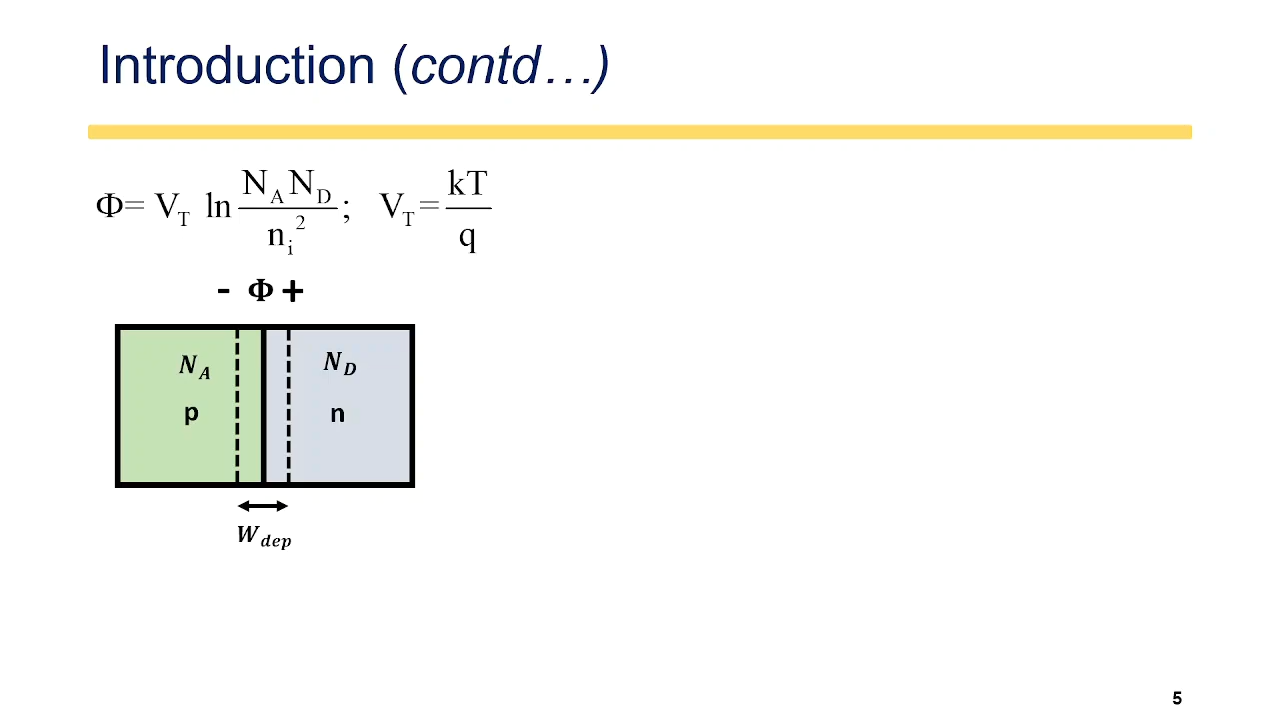 Introduction (contd…)
Φ= V_T ln N_A N_D / n_i^2 ; V_T = kT / q
- Φ +
N_A N_D
p n
W_dep
5